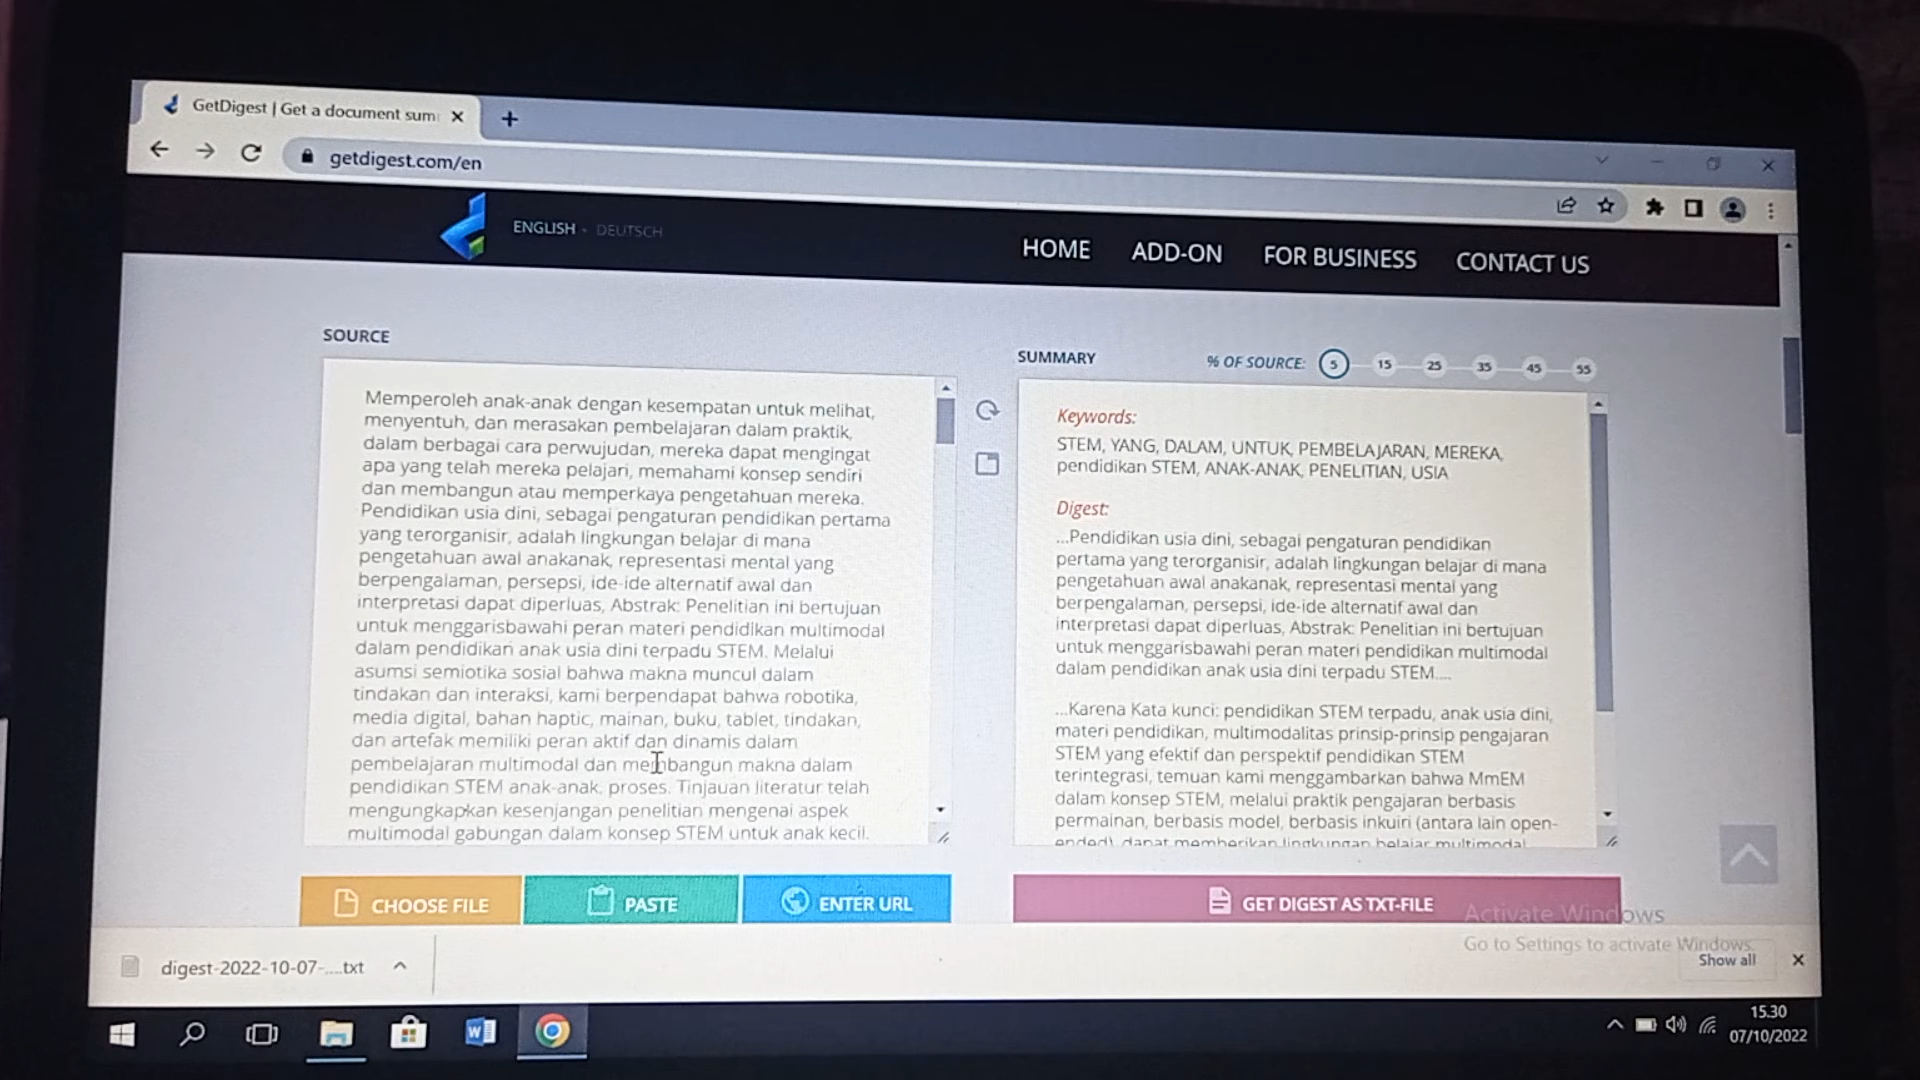 GetDigest | Get a document sum
getdigest.com/en
ENGLISH - DEUTSCH
HOME ADD-ON FOR BUSINESS CONTACT US
SOURCE
Memperoleh anak-anak dengan kesempatan untuk melihat,
menyentuh, dan merasakan pembelajaran dalam praktik,
dalam berbagai cara perwujudan, mereka dapat mengingat
apa yang telah mereka pelajari, memahami konsep sendiri
dan membangun atau memperkaya pengetahuan mereka.
Pendidikan usia dini, sebagai pengaturan pendidikan pertama
yang terorganisir, adalah lingkungan belajar di mana
pengetahuan awal anakanak, representasi mental yang
berpengalaman, persepsi, ide-ide alternatif awal dan
interpretasi dapat diperluas, Abstrak: Penelitian ini bertujuan
untuk menggarisbawahi peran materi pendidikan multimodal
dalam pendidikan anak usia dini terpadu STEM. Melalui
asumsi semiotika sosial bahwa makna muncul dalam
tindakan dan interaksi, kami berpendapat bahwa robotika,
media digital, bahan haptic, mainan, buku, tablet, tindakan,
dan artefak memiliki peran aktif dan dinamis dalam
pembelajaran multimodal dan membangun makna dalam
pendidikan STEM anak-anak. proses. Tinjauan literatur telah
mengungkapkan kesenjangan penelitian mengenai aspek
multimodal gabungan dalam konsep STEM untuk anak kecil.
SUMMARY
% OF SOURCE: 5 15 25 35 45 55
Keywords:
STEM, YANG, DALAM, UNTUK, PEMBELAJARAN, MEREKA,
pendidikan STEM, ANAK-ANAK, PENELITIAN, USIA
Digest:
...Pendidikan usia dini, sebagai pengaturan pendidikan
pertama yang terorganisir, adalah lingkungan belajar di mana
pengetahuan awal anakanak, representasi mental yang
berpengalaman, persepsi, ide-ide alternatif awal dan
interpretasi dapat diperluas, Abstrak: Penelitian ini bertujuan
untuk menggarisbawahi peran materi pendidikan multimodal
dalam pendidikan anak usia dini terpadu STEM....
...Karena Kata kunci: pendidikan STEM terpadu, anak usia dini,
materi pendidikan, multimodalitas prinsip-prinsip pengajaran
STEM yang efektif dan perspektif pendidikan STEM
terintegrasi, temuan kami menggambarkan bahwa MmEM
dalam konsep STEM, melalui praktik pengajaran berbasis
permainan, berbasis model, berbasis inkuiri (antara lain open-
ended), dapat memberikan lingkungan belajar multimodal
CHOOSE FILE PASTE ENTER URL
GET DIGEST AS TXT-FILE
Activate Windows
Go to Settings to activate Windows.
digest-2022-10-07-....txt
Show all
15.30
07/10/2022